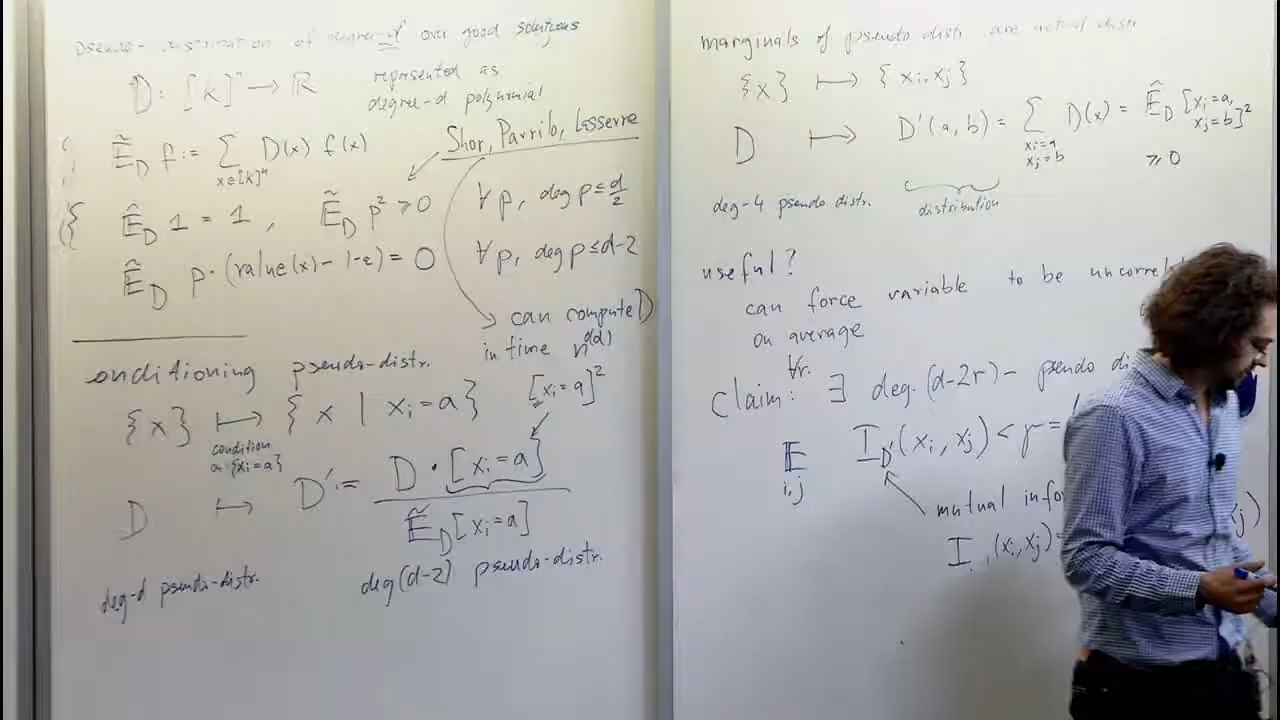 pseudo-distribution of degree-d over good solutions
D: [k]^n → ℝ represented as degree-d polynomial
Ẽ_D f := Σ_{x∈[k]^n} D(x) f(x)
Shor, Parrilo, Lasserre
Ẽ_D 1 = 1, Ẽ_D p² ≥ 0 ∀p, deg p ≤ d/2
Ẽ_D p·(value(x) - 1-ε) = 0 ∀p, deg p ≤ d-2
can compute D
in time n^{O(d)}
conditioning pseudo-distr.
{x} ↦ {x | x_i = a} [x_i = a]²
condition
on {x_i=a}
D ↦ D' := D·[x_i=a] / Ẽ_D[x_i=a]
deg-d pseudo-distr. deg(d-2) pseudo-distr.
marginals of pseudo distr. are actual distr.
{x} ↦ {x_i, x_j}
D ↦ D'(a,b) = Σ_{x_i=a, x_j=b} D(x) = Ẽ_D [x_i=a, x_j=b]²
≥ 0
deg-4 pseudo distr. distribution
useful?
can force variable to be
on average
∀r.
Claim: ∃ deg.(d-2r)- pseudo
E_{i,j} I_{D'}(x_i, x_j) < r =
mutual
I(x_i, x_j) =